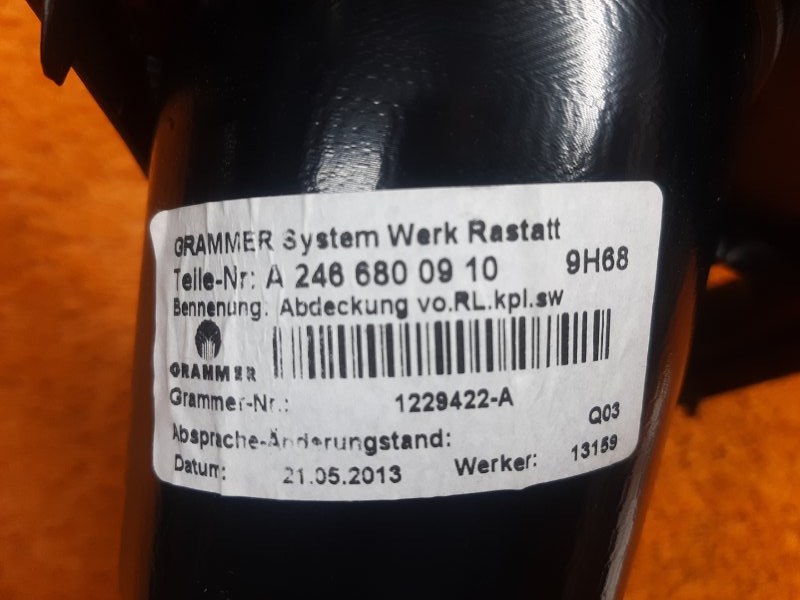 GRAMMER System Werk Rastatt
Teile-Nr: A 246 680 09 10 9H68
Bennenung: Abdeckung vo.RL.kpl.sw
GRAMMER
Grammer-Nr.: 1229422-A
Absprache-Änderungstand: Q03
Datum: 21.05.2013 Werker: 13159